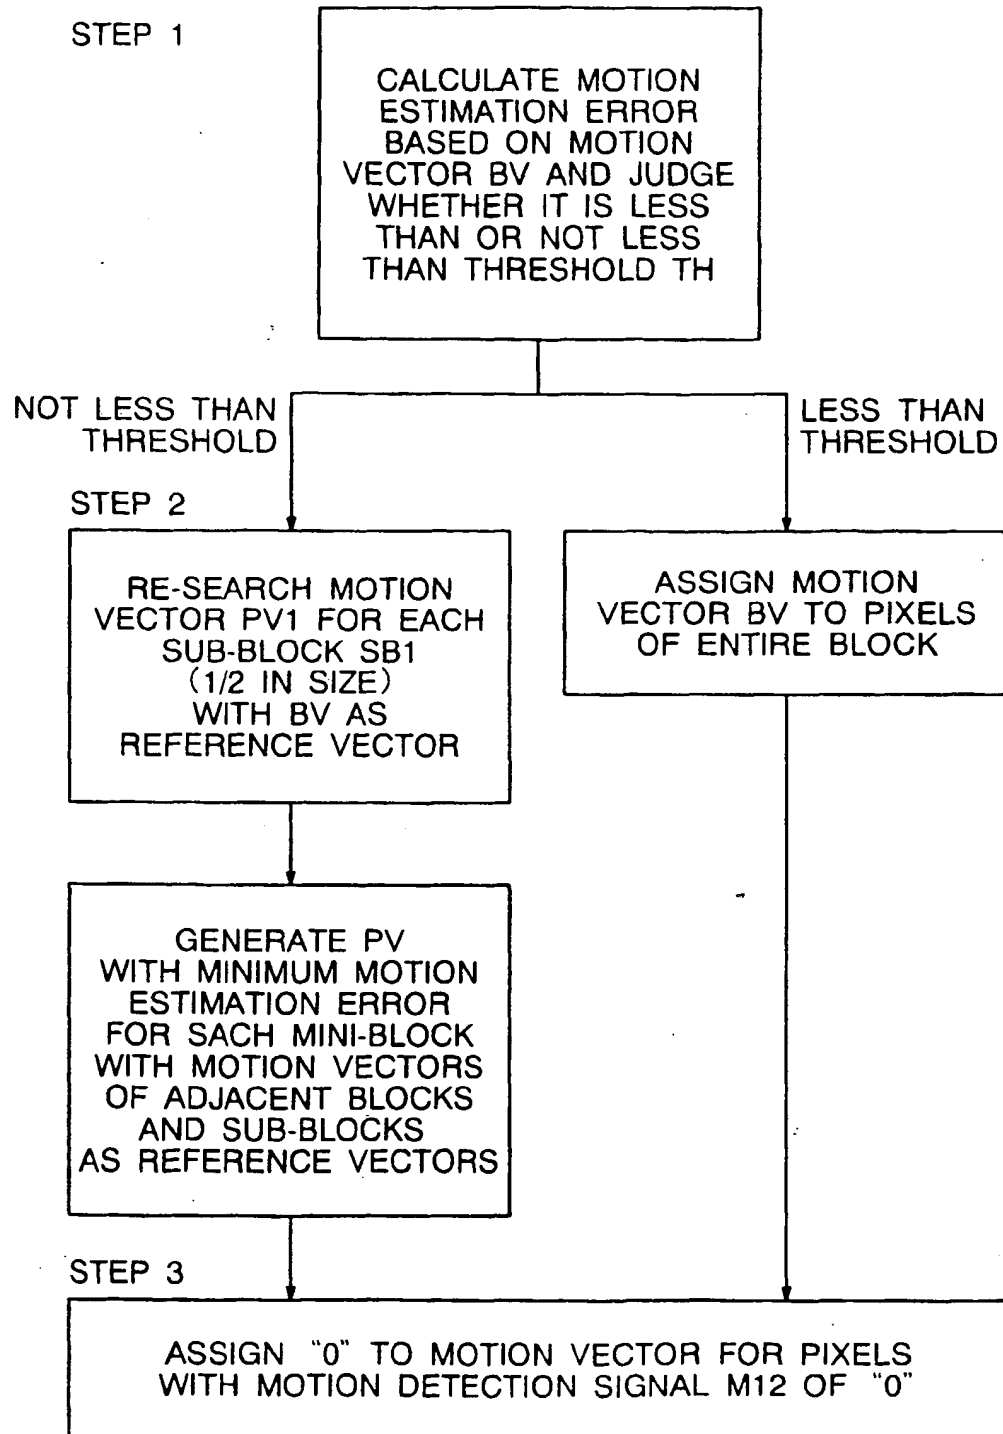 STEP 1
CALCULATE MOTION
ESTIMATION ERROR
BASED ON MOTION
VECTOR BV AND JUDGE
WHETHER IT IS LESS
THAN OR NOT LESS
THAN THRESHOLD TH
NOT LESS THAN
THRESHOLD
LESS THAN
THRESHOLD
STEP 2
RE-SEARCH MOTION
VECTOR PV1 FOR EACH
SUB-BLOCK SB1
(1/2 IN SIZE)
WITH BV AS
REFERENCE VECTOR
ASSIGN MOTION
VECTOR BV TO PIXELS
OF ENTIRE BLOCK
GENERATE PV
WITH MINIMUM MOTION
ESTIMATION ERROR
FOR SACH MINI-BLOCK
WITH MOTION VECTORS
OF ADJACENT BLOCKS
AND SUB-BLOCKS
AS REFERENCE VECTORS
STEP 3
ASSIGN "0" TO MOTION VECTOR FOR PIXELS
WITH MOTION DETECTION SIGNAL M12 OF "0"